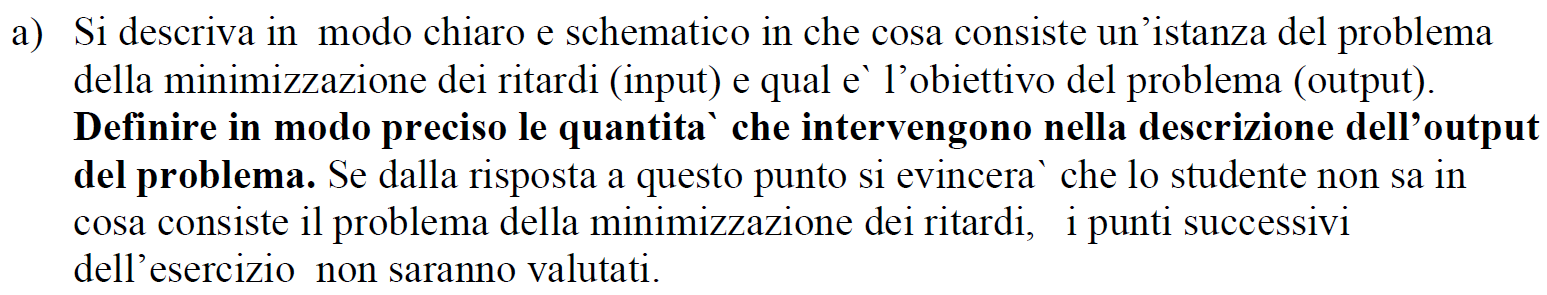 a) Si descriva in modo chiaro e schematico in che cosa consiste un’istanza del problema
della minimizzazione dei ritardi (input) e qual e` l’obiettivo del problema (output).
Definire in modo preciso le quantita` che intervengono nella descrizione dell’output
del problema. Se dalla risposta a questo punto si evincera` che lo studente non sa in
cosa consiste il problema della minimizzazione dei ritardi, i punti successivi
dell’esercizio non saranno valutati.